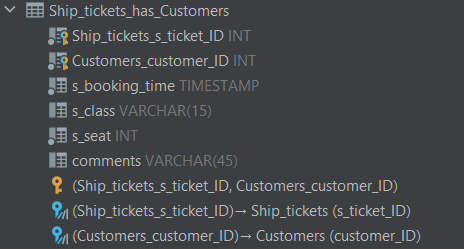 Ship_tickets_has_Customers
Ship_tickets_s_ticket_ID INT
Customers_customer_ID INT
s_booking_time TIMESTAMP
s_class VARCHAR(15)
s_seat INT
comments VARCHAR(45)
(Ship_tickets_s_ticket_ID, Customers_customer_ID)
(Ship_tickets_s_ticket_ID)→ Ship_tickets (s_ticket_ID)
(Customers_customer_ID)→ Customers (customer_ID)